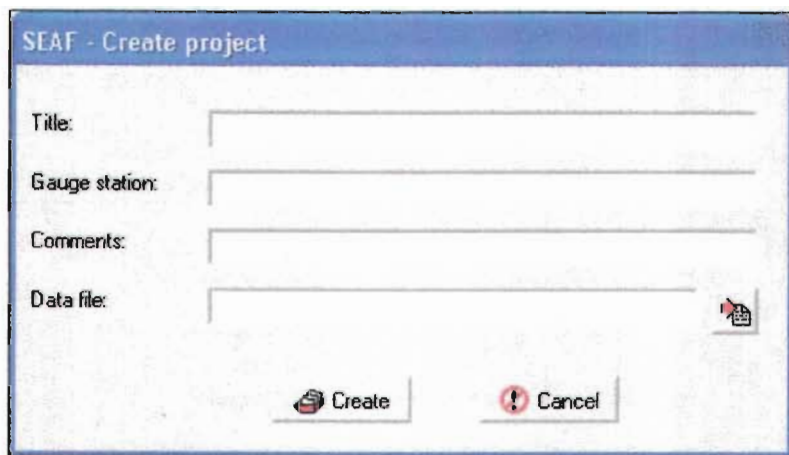 SEAF - Create project
Title:
Gauge station:
Comments:
Data file:
Create
Cancel